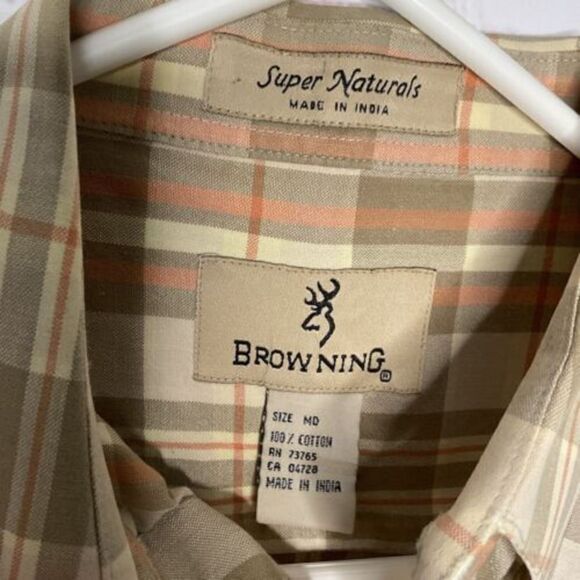 Super Naturals
MADE IN INDIA
BROWNING®
SIZE MD
100% COTTON
RN 73765
CA 04728
MADE IN INDIA